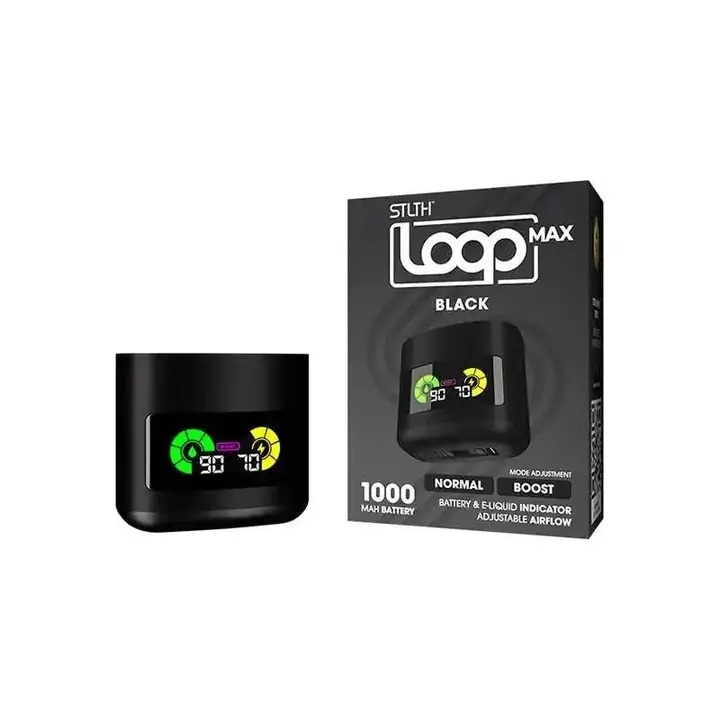 90 70
STLTH™
Loop MAX
BLACK
90 70
MODE ADJUSTMENT
NORMAL BOOST
1000
MAH BATTERY
BATTERY & E-LIQUID INDICATOR
ADJUSTABLE AIRFLOW